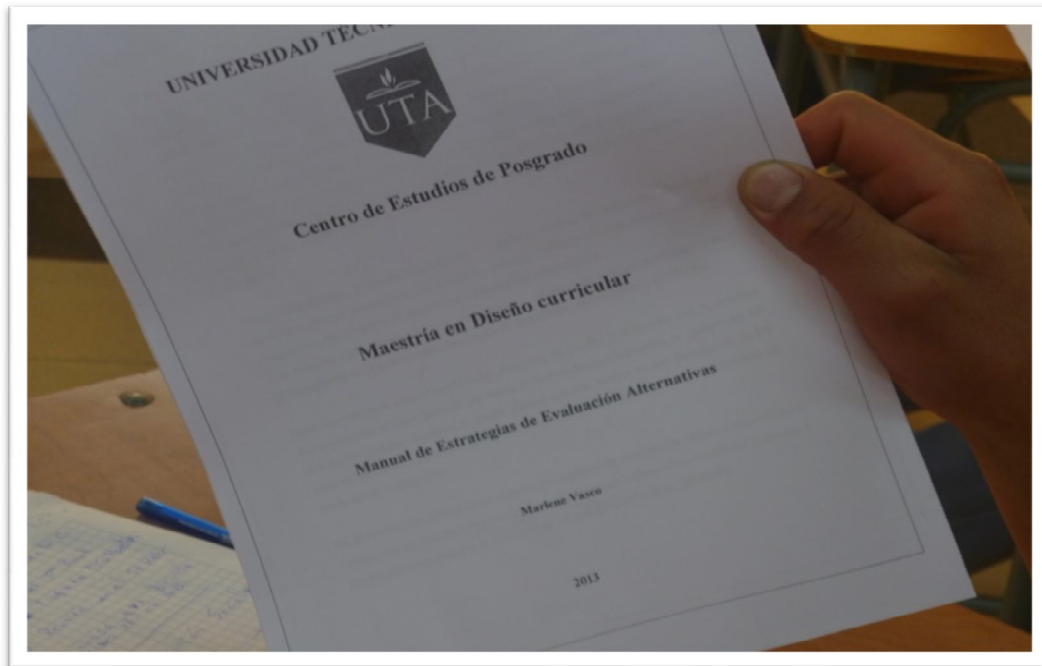 UNIVERSIDAD TÉCN
UTA
Centro de Estudios de Posgrado
Maestría en Diseño curricular
Manual de Estrategias de Evaluación Alternativas
Marlene Vasco
2013